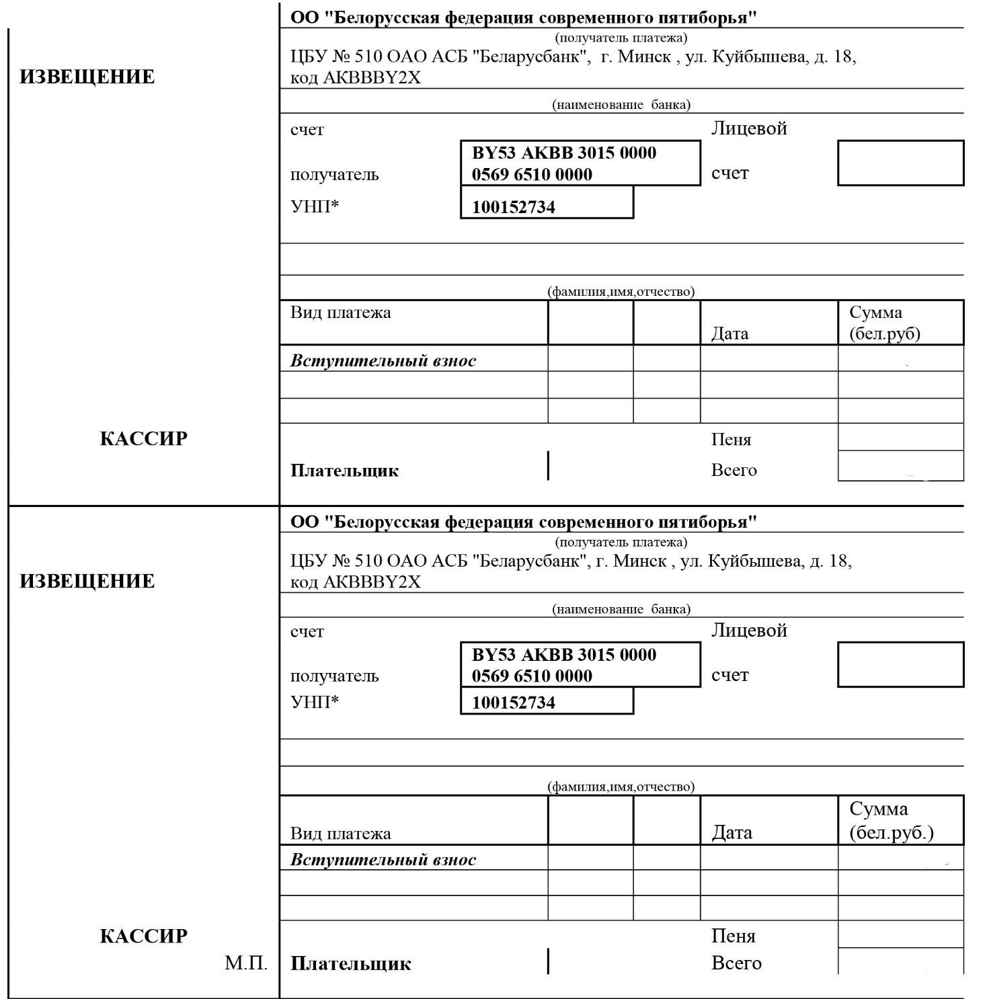 ОО "Белорусская федерация современного пятиборья"
(получатель платежа)
ЦБУ № 510 ОАО АСБ "Беларусбанк", г. Минск , ул. Куйбышева, д. 18,
код AKBBBY2X
ИЗВЕЩЕНИЕ
(наименование банка)
счет Лицевой
BY53 AKBB 3015 0000
получатель 0569 6510 0000 счет
УНП* 100152734
(фамилия,имя,отчество)
Вид платежа Сумма
Дата (бел.руб)
Вступительный взнос
КАССИР Пеня
Плательщик Всего
ОО "Белорусская федерация современного пятиборья"
(получатель платежа)
ЦБУ № 510 ОАО АСБ "Беларусбанк", г. Минск , ул. Куйбышева, д. 18,
код AKBBBY2X
ИЗВЕЩЕНИЕ
(наименование банка)
счет Лицевой
BY53 AKBB 3015 0000
получатель 0569 6510 0000 счет
УНП* 100152734
(фамилия,имя,отчество)
Сумма
Вид платежа Дата (бел.руб.)
Вступительный взнос
КАССИР Пеня
М.П. Плательщик Всего